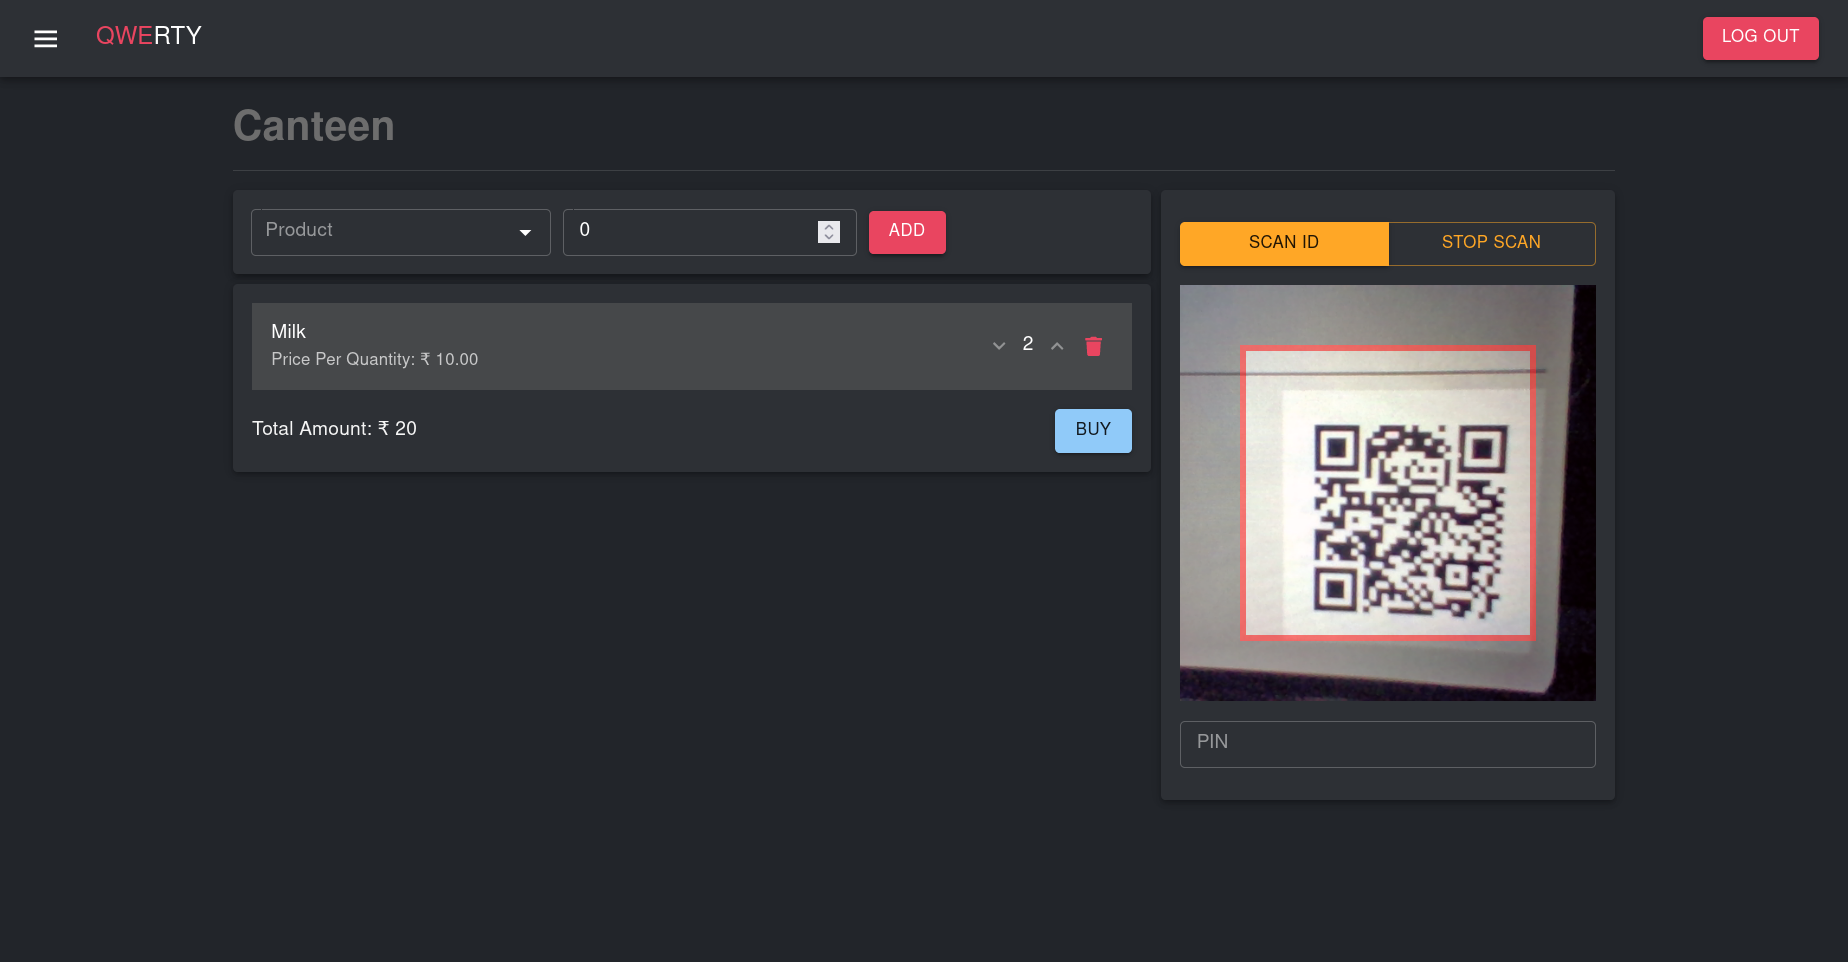 QWERTY
LOG OUT
Canteen
Product
0
ADD
Milk
Price Per Quantity: ₹ 10.00
2
Total Amount: ₹ 20
BUY
SCAN ID
STOP SCAN
PIN